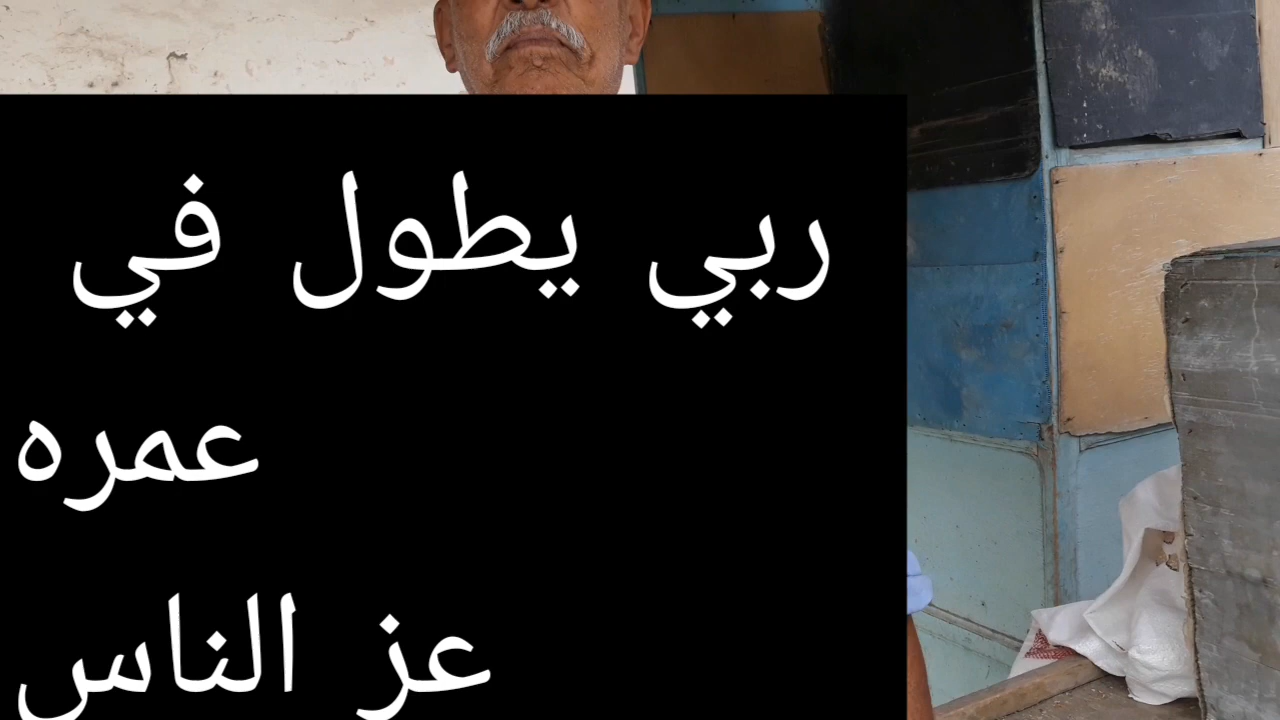 ربي يطول في
عمره
عز الناس